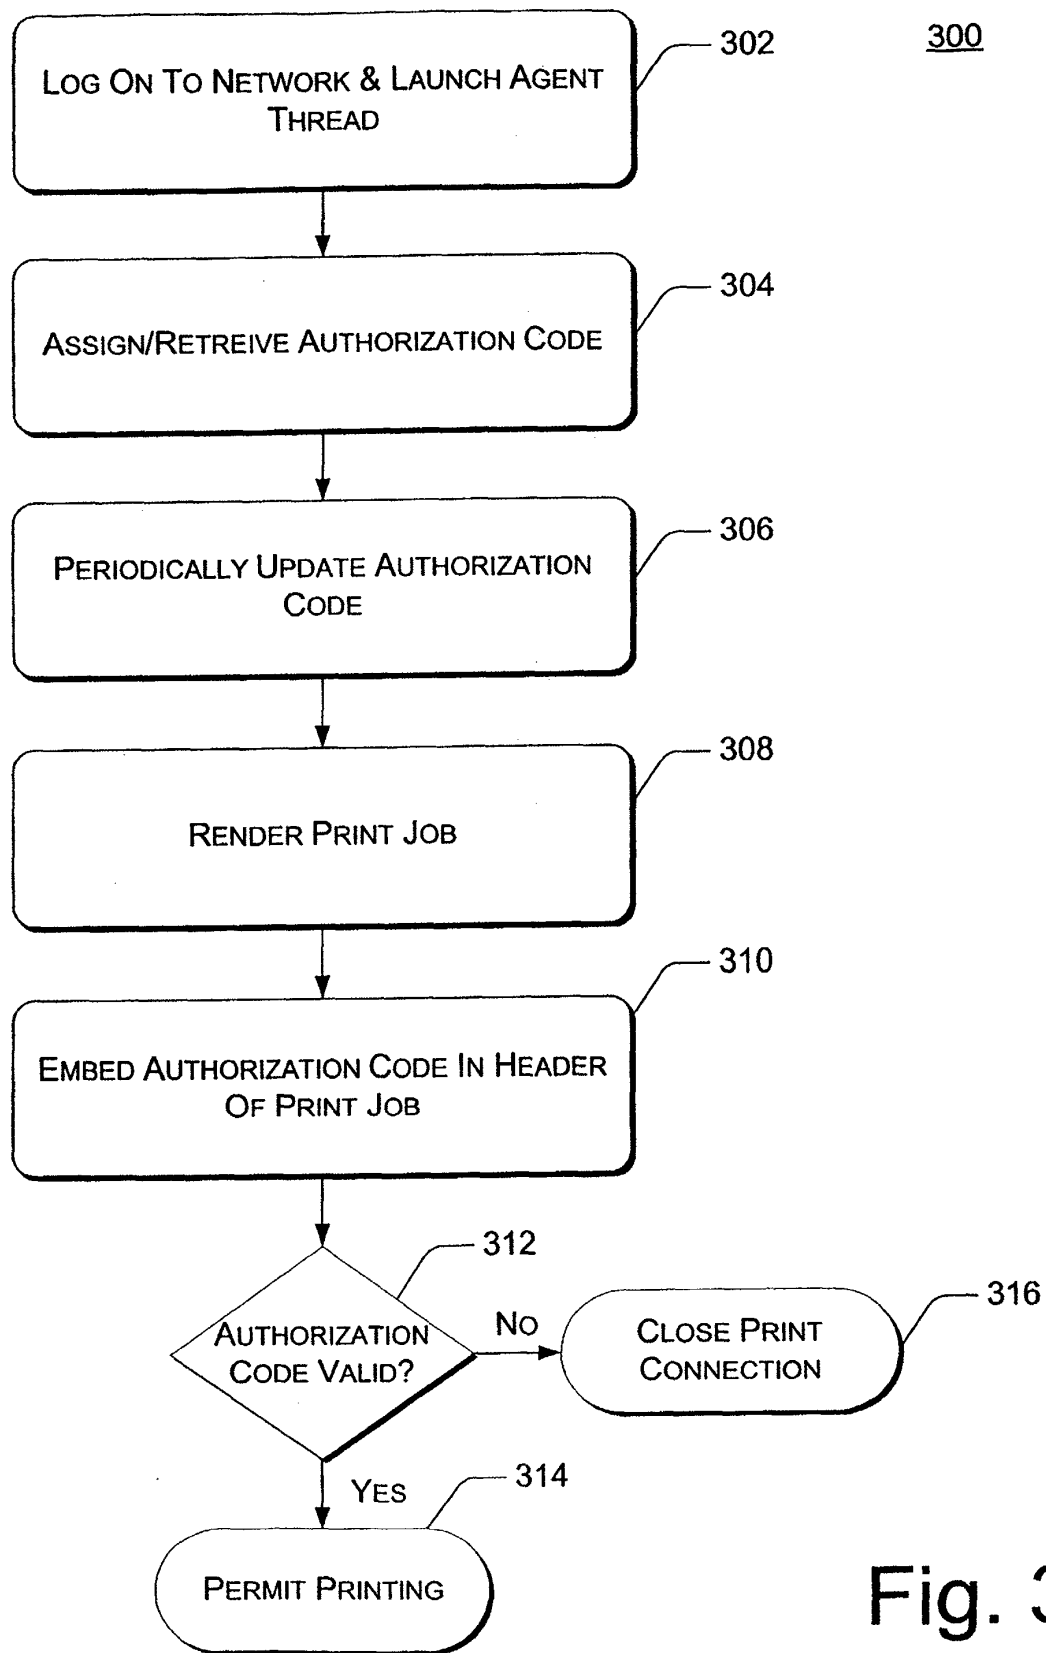 300
302
LOG ON TO NETWORK & LAUNCH AGENT
THREAD
304
ASSIGN/RETREIVE AUTHORIZATION CODE
306
PERIODICALLY UPDATE AUTHORIZATION
CODE
308
RENDER PRINT JOB
310
EMBED AUTHORIZATION CODE IN HEADER
OF PRINT JOB
312
AUTHORIZATION
CODE VALID?
NO
316
CLOSE PRINT
CONNECTION
YES
314
PERMIT PRINTING
Fig. 3